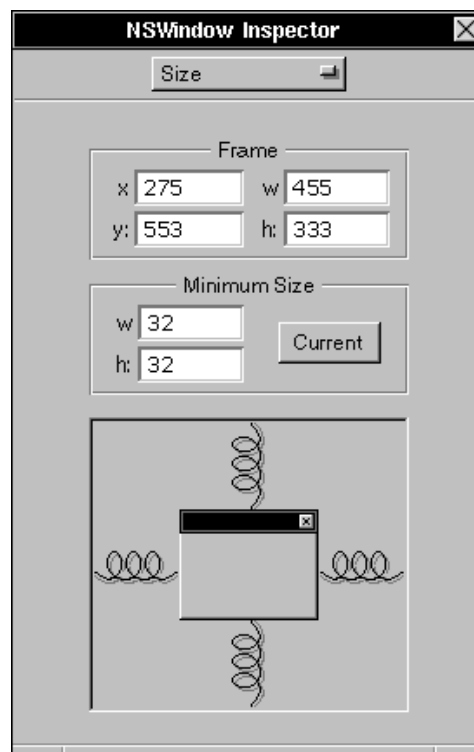 NSWindow Inspector
Size
Frame
x 275 w 455
y: 553 h: 333
Minimum Size
w 32
h: 32
Current